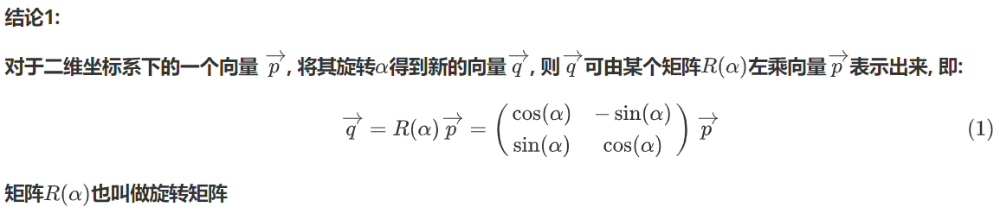 结论1:
对于二维坐标系下的一个向量 $\overrightarrow{p}$, 将其旋转$\alpha$得到新的向量$\overrightarrow{q}$, 则 $\overrightarrow{q}$可由某个矩阵$R(\alpha)$左乘向量$\overrightarrow{p}$表示出来, 即:
$\overrightarrow{q} = R(\alpha)\overrightarrow{p} = \begin{pmatrix} \cos(\alpha) & -\sin(\alpha) \\ \sin(\alpha) & \cos(\alpha) \end{pmatrix} \overrightarrow{p}$ (1)
矩阵$R(\alpha)$也叫做旋转矩阵